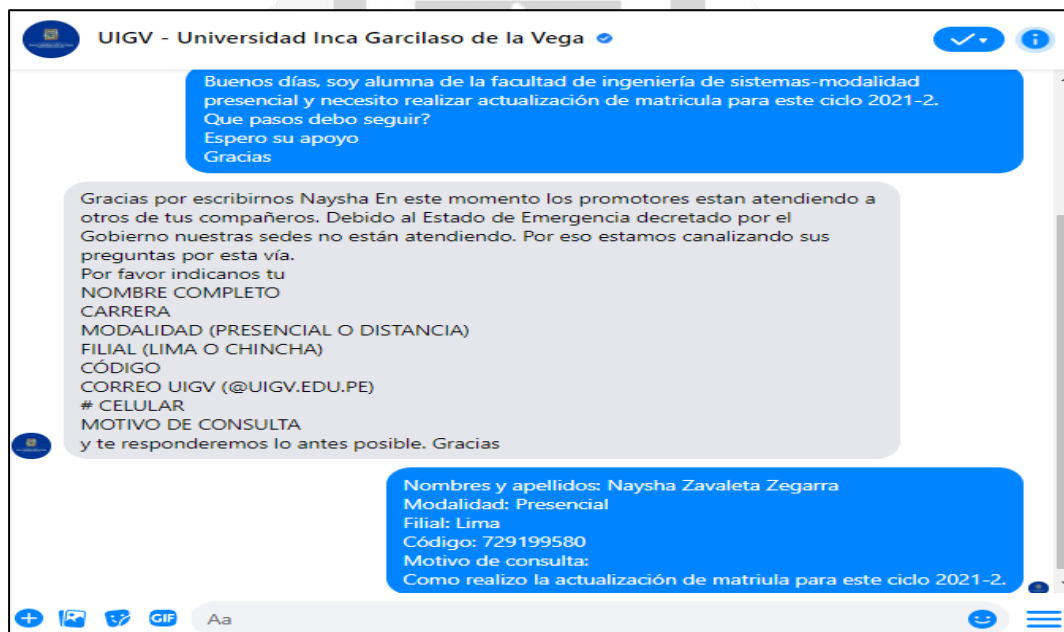 UIGV - Universidad Inca Garcilaso de la Vega
Buenos días, soy alumna de la facultad de ingeniería de sistemas-modalidad
presencial y necesito realizar actualización de matricula para este ciclo 2021-2.
Que pasos debo seguir?
Espero su apoyo
Gracias
Gracias por escribirnos Naysha En este momento los promotores estan atendiendo a
otros de tus compañeros. Debido al Estado de Emergencia decretado por el
Gobierno nuestras sedes no están atendiendo. Por eso estamos canalizando sus
preguntas por esta vía.
Por favor indicanos tu
NOMBRE COMPLETO
CARRERA
MODALIDAD (PRESENCIAL O DISTANCIA)
FILIAL (LIMA O CHINCHA)
CÓDIGO
CORREO UIGV (@UIGV.EDU.PE)
# CELULAR
MOTIVO DE CONSULTA
y te responderemos lo antes posible. Gracias
Nombres y apellidos: Naysha Zavaleta Zegarra
Modalidad: Presencial
Filial: Lima
Código: 729199580
Motivo de consulta:
Como realizo la actualización de matriula para este ciclo 2021-2.
GIF
Aa